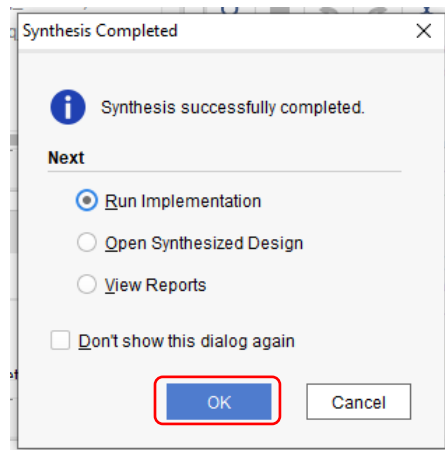 Synthesis Completed
Synthesis successfully completed.
Next
Run Implementation
Open Synthesized Design
View Reports
Don't show this dialog again
OK
Cancel